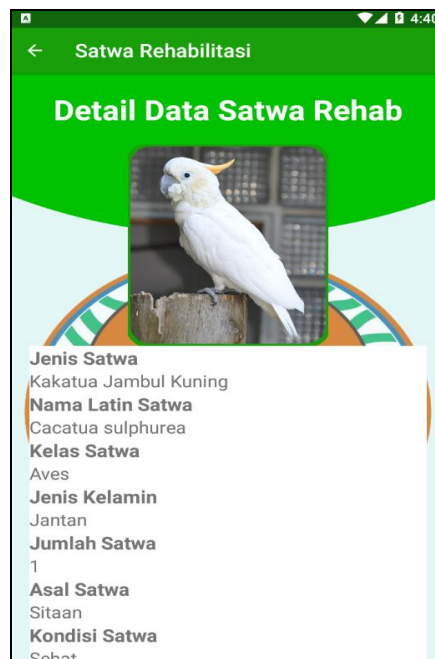 A
4:40
Satwa Rehabilitasi
Detail Data Satwa Rehab
Jenis Satwa
Kakatua Jambul Kuning
Nama Latin Satwa
Cacatua sulphurea
Kelas Satwa
Aves
Jenis Kelamin
Jantan
Jumlah Satwa
1
Asal Satwa
Sitaan
Kondisi Satwa
Sehat